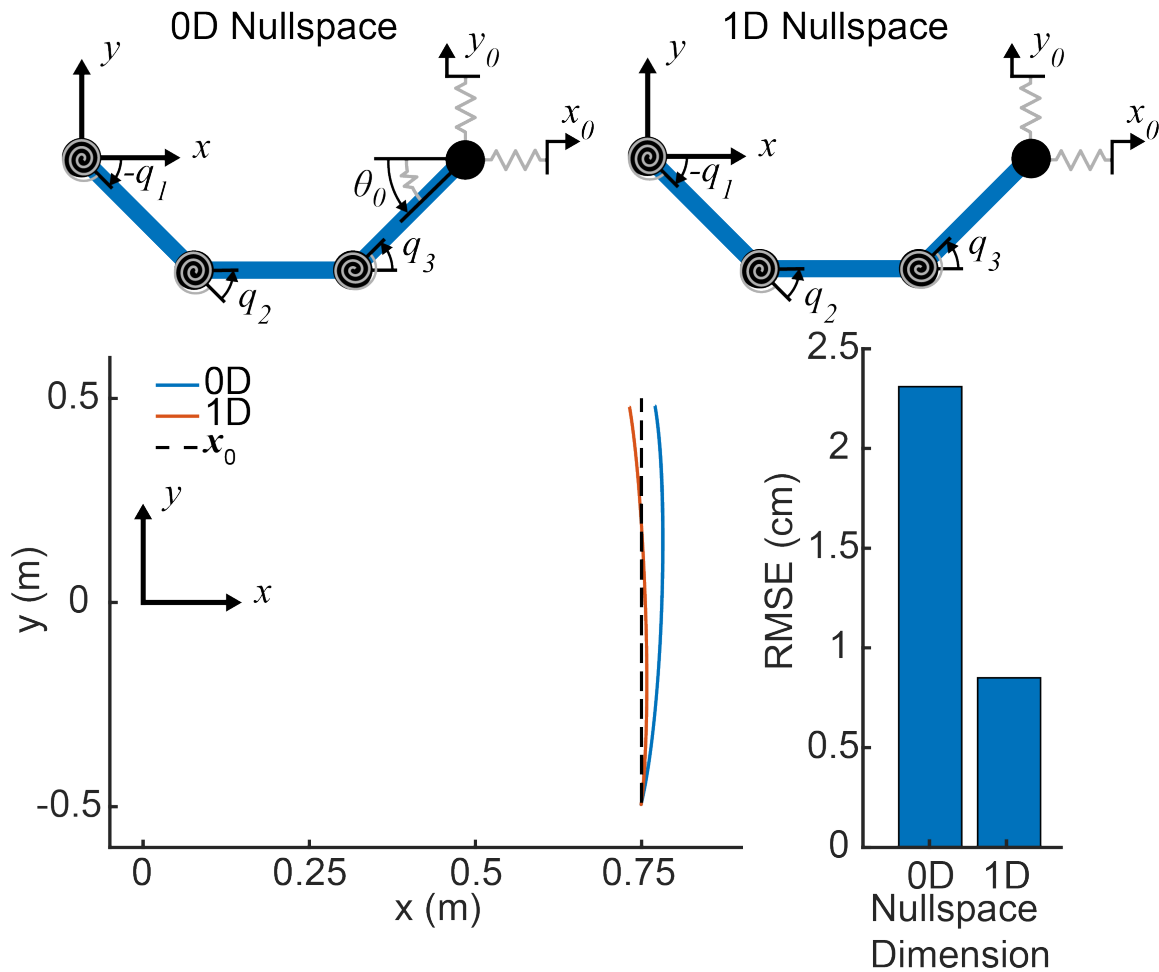 0D Nullspace
1D Nullspace
y
y0
x0
x
-q1
θ0
q3
q2
y
y0
x0
x
-q1
q3
q2
0D
1D
x0
y
x
0.5
0
-0.5
y (m)
0
0.25
0.5
0.75
x (m)
2.5
2
1.5
1
0.5
0
RMSE (cm)
0D
1D
Nullspace
Dimension